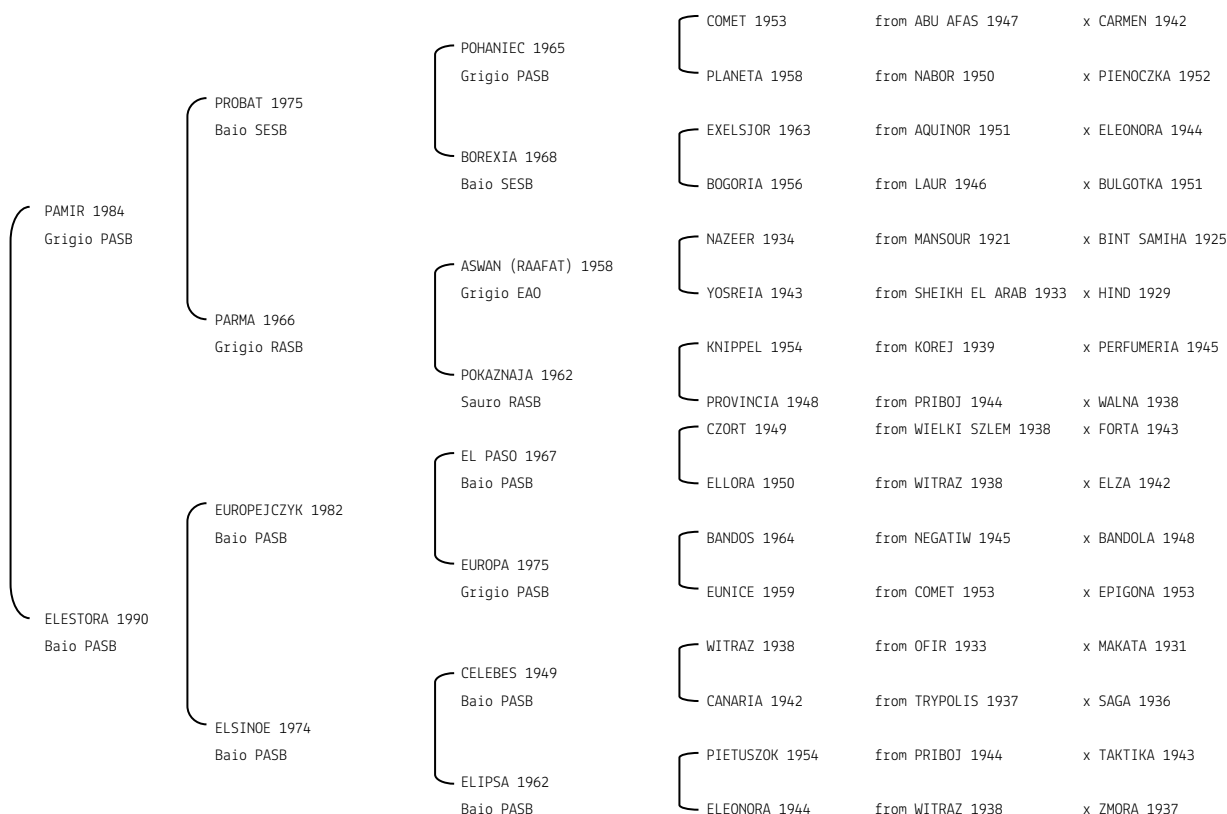 COMET 1953 from ABU AFAS 1947 x CARMEN 1942
POHANIEC 1965
Grigio PASB PLANETA 1958 from NABOR 1950 x PIENOCZKA 1952
PROBAT 1975
Baio SESB EXELSJOR 1963 from AQUINOR 1951 x ELEONORA 1944
BOREXIA 1968
Baio SESB BOGORIA 1956 from LAUR 1946 x BULGOTKA 1951
PAMIR 1984
Grigio PASB NAZEER 1934 from MANSOUR 1921 x BINT SAMIHA 1925
ASWAN (RAAFAT) 1958
Grigio EAO YOSREIA 1943 from SHEIKH EL ARAB 1933 x HIND 1929
PARMA 1966
Grigio RASB KNIPPEL 1954 from KOREJ 1939 x PERFUMERIA 1945
POKAZNAJA 1962
Sauro RASB PROVINCIA 1948 from PRIBOJ 1944 x WALNA 1938
CZORT 1949 from WIELKI SZLEM 1938 x FORTA 1943
EL PASO 1967
Baio PASB ELLORA 1950 from WITRAZ 1938 x ELZA 1942
EUROPEJCZYK 1982
Baio PASB BANDOS 1964 from NEGATIW 1945 x BANDOLA 1948
EUROPA 1975
Grigio PASB EUNICE 1959 from COMET 1953 x EPIGONA 1953
ELESTORA 1990
Baio PASB WITRAZ 1938 from OFIR 1933 x MAKATA 1931
CELEBES 1949
Baio PASB CANARIA 1942 from TRYPOLIS 1937 x SAGA 1936
ELSINOE 1974
Baio PASB PIETUSZOK 1954 from PRIBOJ 1944 x TAKTIKA 1943
ELIPSA 1962
Baio PASB ELEONORA 1944 from WITRAZ 1938 x ZMORA 1937